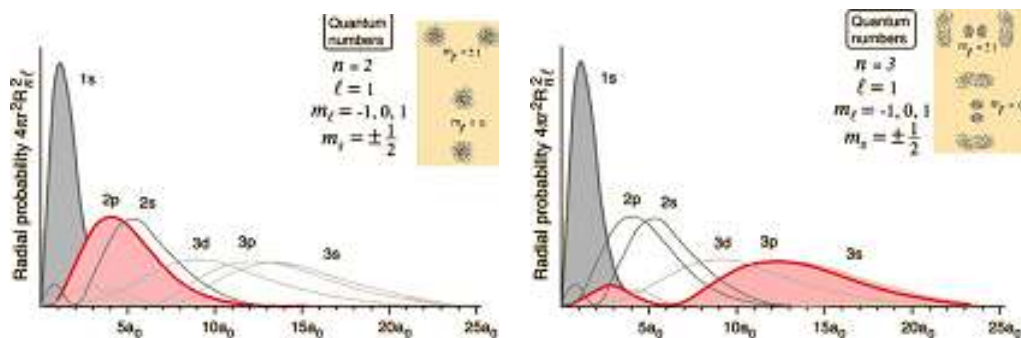 Quantum
numbers
n = 2
ℓ = 1
mℓ = -1, 0, 1
ms = ± 1/2
mℓ = ±1
mℓ = 0
Radial probability 4πr²R²nℓ
1s
2p
2s
3d
3p
3s
5a₀
10a₀
15a₀
20a₀
25a₀
Quantum
numbers
n = 3
ℓ = 1
mℓ = -1, 0, 1
ms = ± 1/2
mℓ = ±1
Radial probability 4πr²R²nℓ
1s
2p
2s
3d
3p
3s
5a₀
10a₀
15a₀
20a₀
25a₀